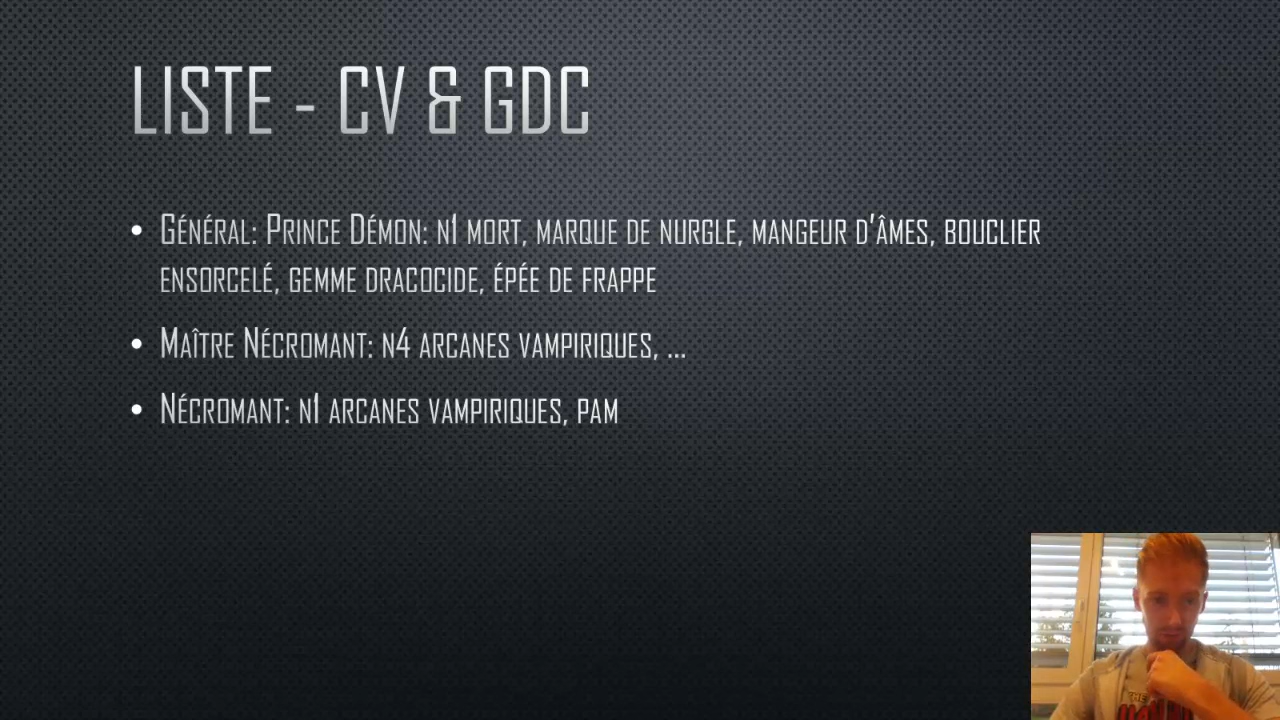 LISTE - CV & GDC
• Général: Prince Démon: n1 mort, marque de nurgle, mangeur d'âmes, bouclier
ensorcelé, gemme dracocide, épée de frappe
• Maître Nécromant: n4 arcanes vampiriques, ...
• Nécromant: n1 arcanes vampiriques, pam
THE